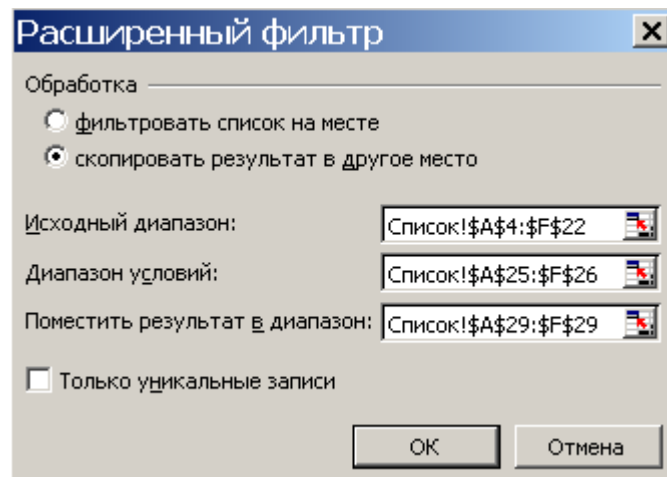 Расширенный фильтр
Обработка
фильтровать список на месте
скопировать результат в другое место
Исходный диапазон: Список!$A$4:$F$22
Диапазон условий: Список!$A$25:$F$26
Поместить результат в диапазон: Список!$A$29:$F$29
Только уникальные записи
ОК Отмена